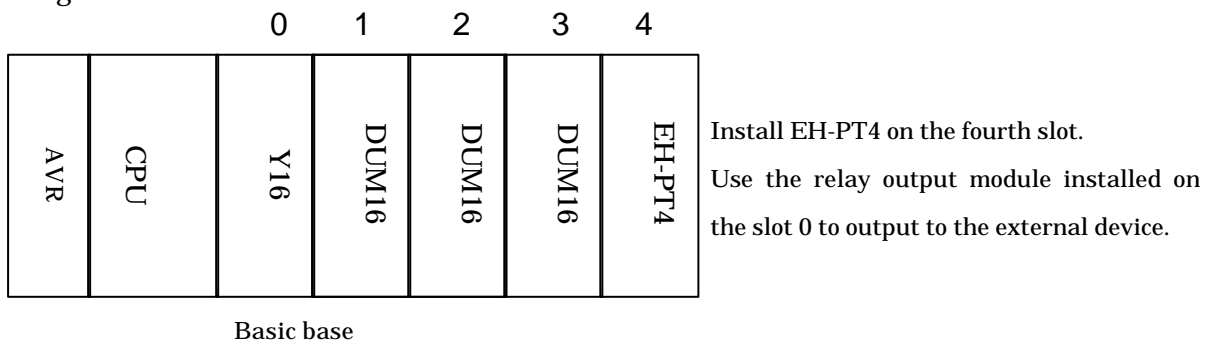 0 1 2 3 4
AVR
CPU
Y16
DUM16
DUM16
DUM16
EH-PT4
Install EH-PT4 on the fourth slot.
Use the relay output module installed on
the slot 0 to output to the external device.
Basic base